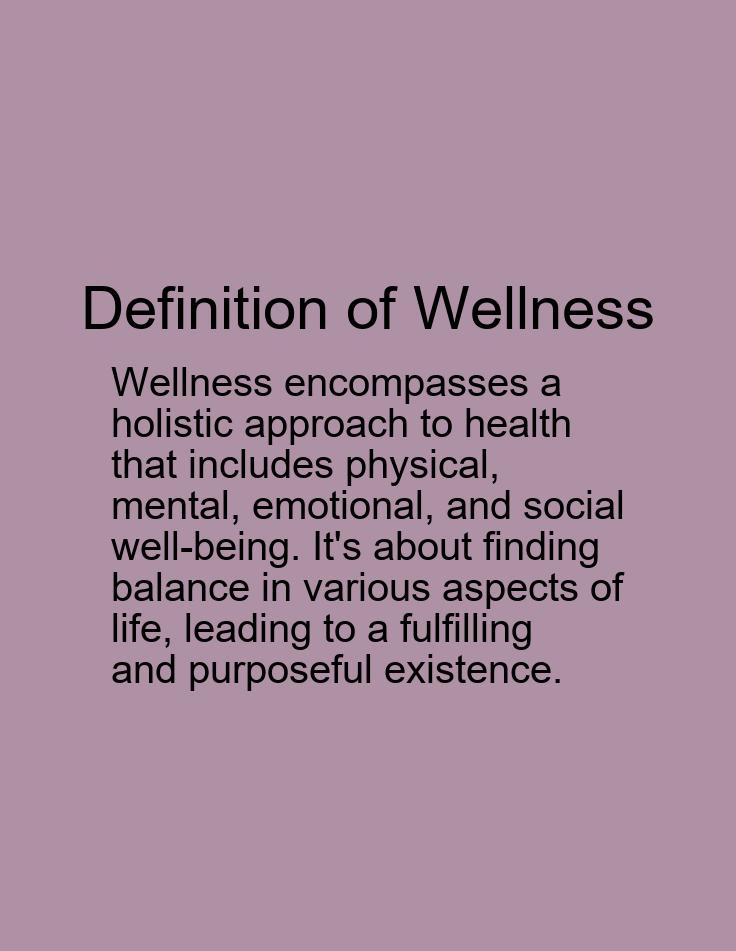 Definition of Wellness
Wellness encompasses a
holistic approach to health
that includes physical,
mental, emotional, and social
well-being. It's about finding
balance in various aspects of
life, leading to a fulfilling
and purposeful existence.